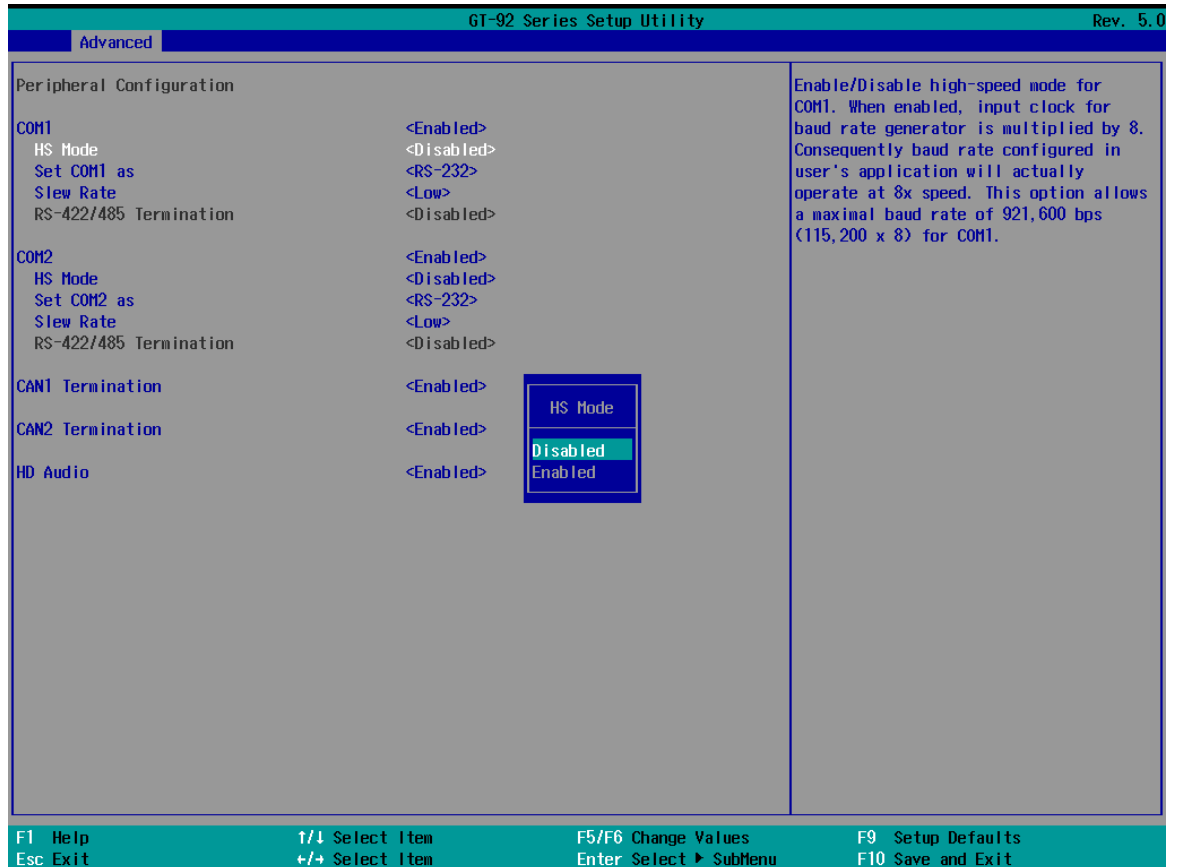 GT-92 Series Setup Utility Rev. 5.0
Advanced
Peripheral Configuration
COM1 <Enabled>
HS Mode <Disabled>
Set COM1 as <RS-232>
Slew Rate <Low>
RS-422/485 Termination <Disabled>
COM2 <Enabled>
HS Mode <Disabled>
Set COM2 as <RS-232>
Slew Rate <Low>
RS-422/485 Termination <Disabled>
CAN1 Termination <Enabled>
CAN2 Termination <Enabled>
HD Audio <Enabled>
HS Mode
Disabled
Enabled
Enable/Disable high-speed mode for
COM1. When enabled, input clock for
baud rate generator is multiplied by 8.
Consequently baud rate configured in
user's application will actually
operate at 8x speed. This option allows
a maximal baud rate of 921,600 bps
(115,200 x 8) for COM1.
F1 Help ↑/↓ Select Item F5/F6 Change Values F9 Setup Defaults
Esc Exit ←/→ Select Item Enter Select ▶ SubMenu F10 Save and Exit